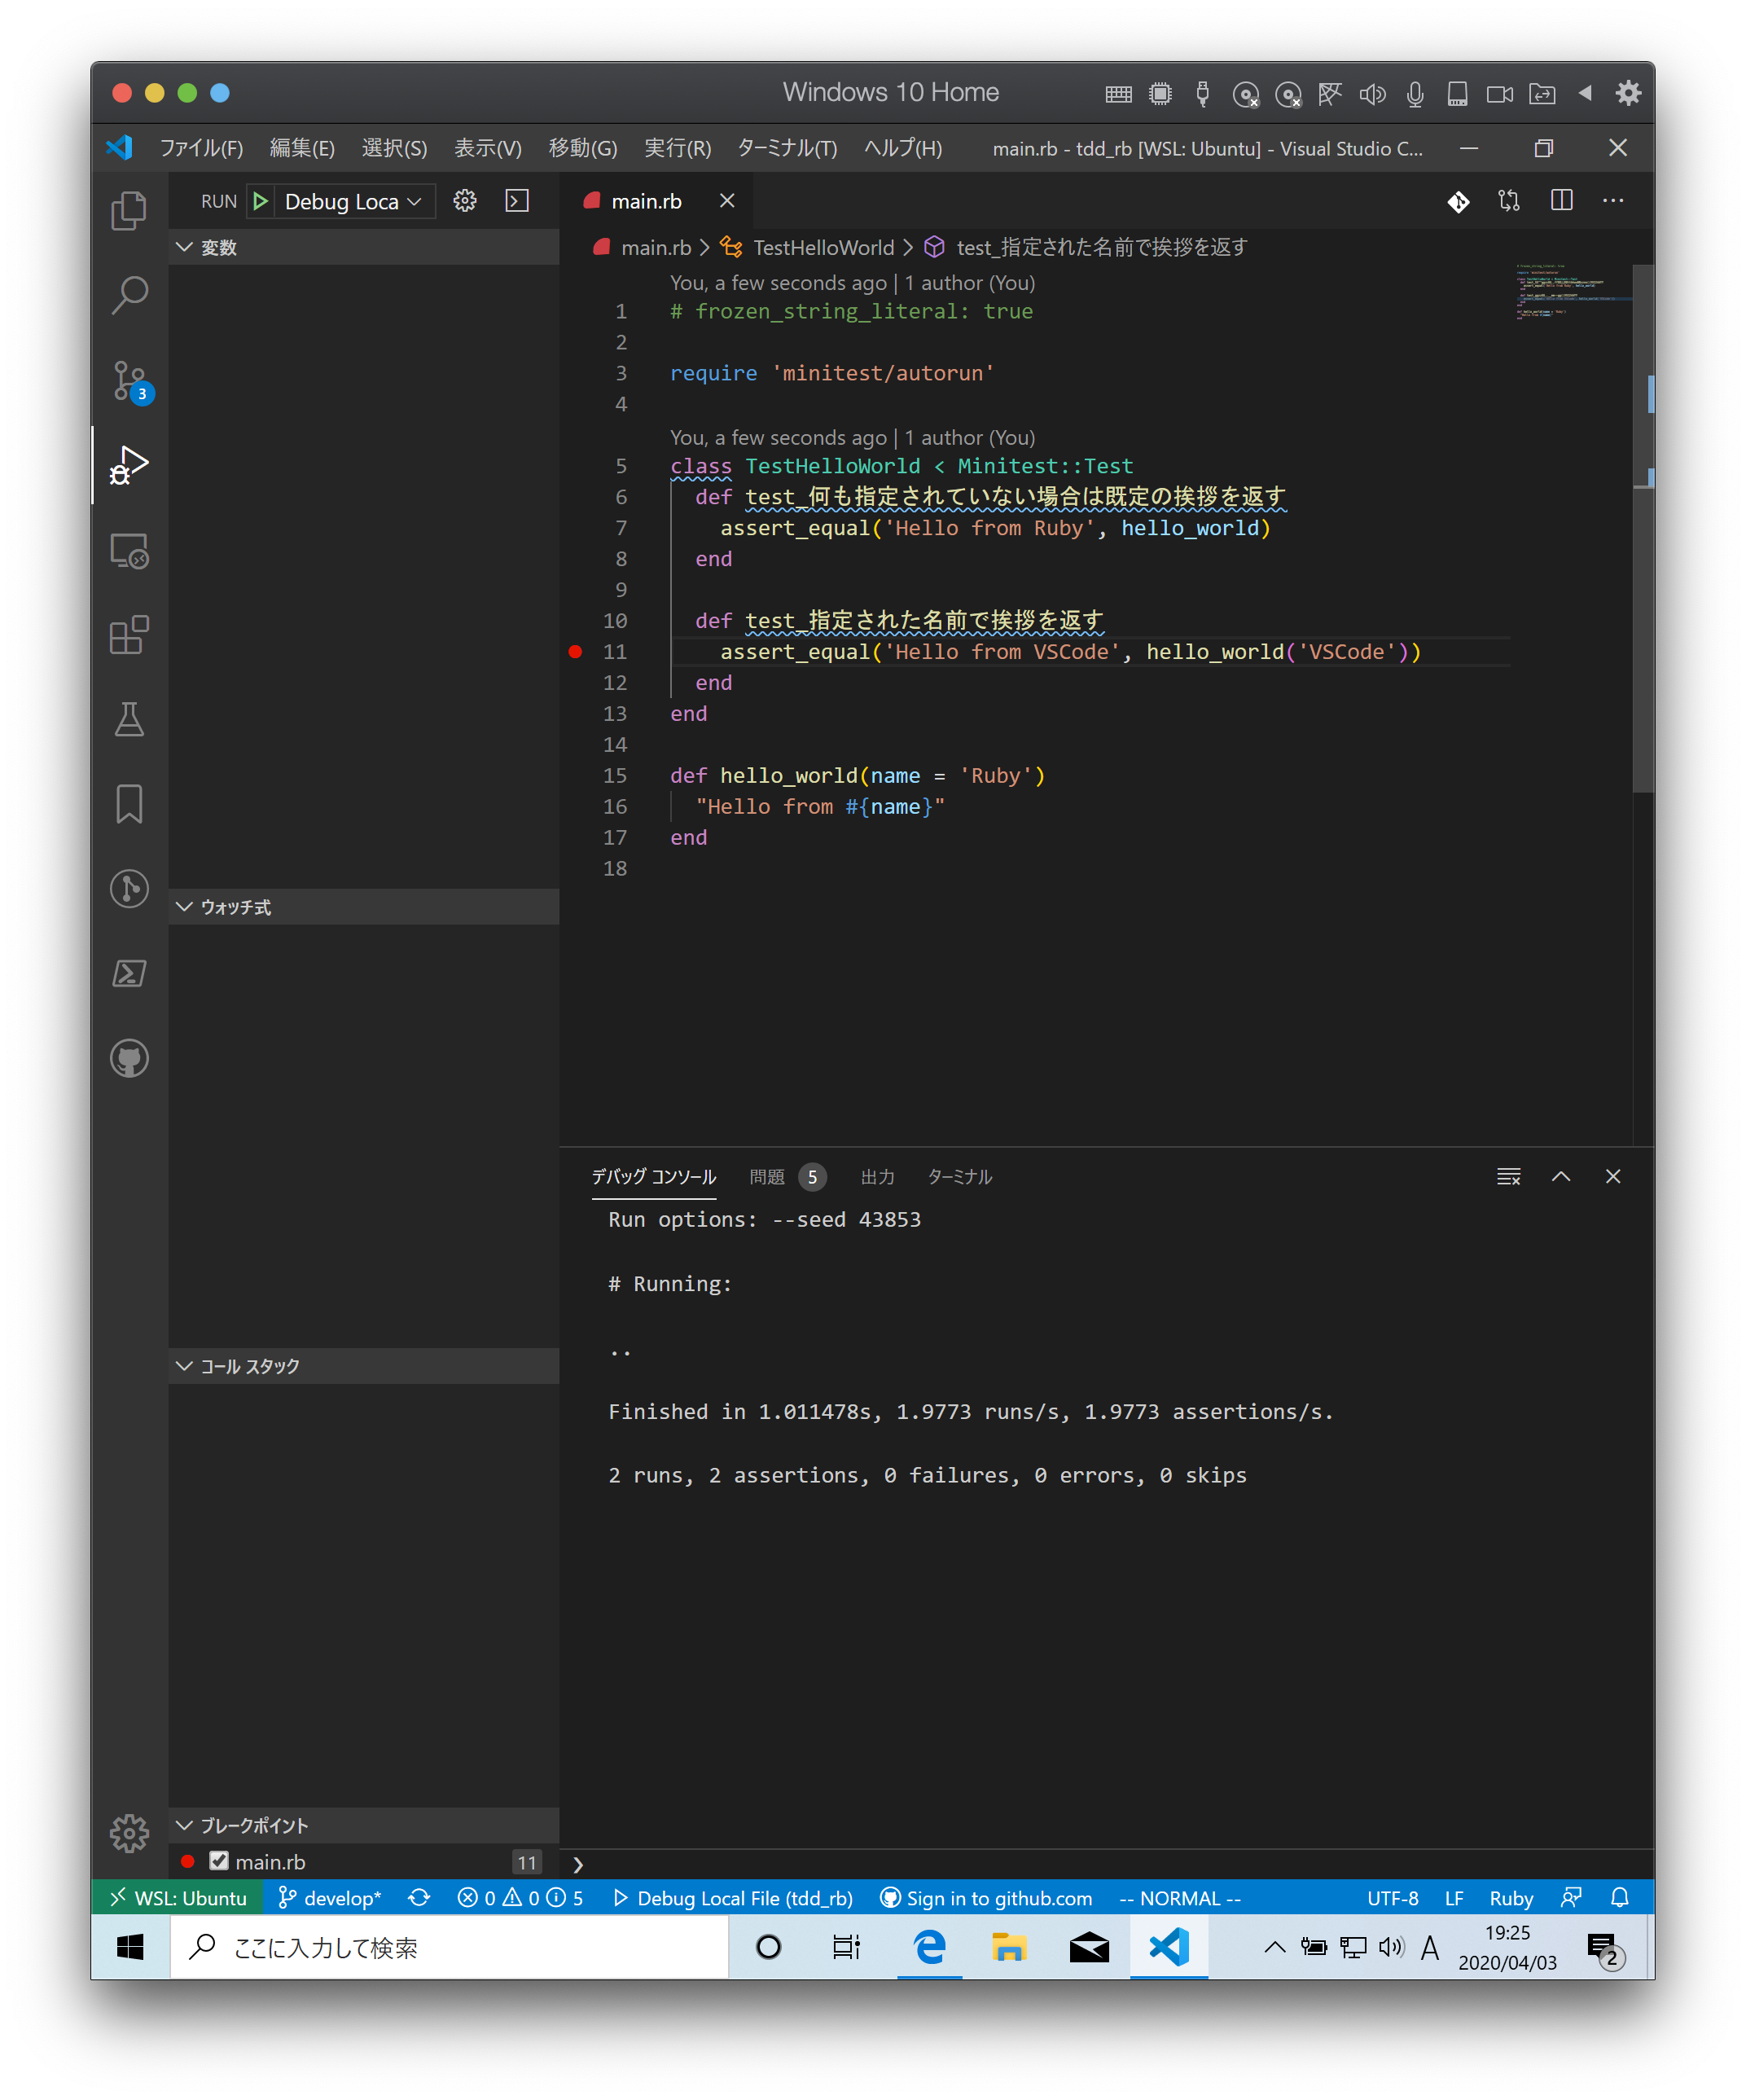 Windows 10 Home
ファイル(F) 編集(E) 選択(S) 表示(V) 移動(G) 実行(R) ターミナル(T) ヘルプ(H) main.rb - tdd_rb [WSL: Ubuntu] - Visual Studio C...
RUN Debug Loca
main.rb
変数
main.rb > TestHelloWorld > test_指定された名前で挨拶を返す
You, a few seconds ago | 1 author (You)
1 # frozen_string_literal: true
2
3 require 'minitest/autorun'
4
You, a few seconds ago | 1 author (You)
5 class TestHelloWorld < Minitest::Test
6 def test_何も指定されていない場合は既定の挨拶を返す
7 assert_equal('Hello from Ruby', hello_world)
8 end
9
10 def test_指定された名前で挨拶を返す
11 assert_equal('Hello from VSCode', hello_world('VSCode'))
12 end
13 end
14
15 def hello_world(name = 'Ruby')
16 "Hello from #{name}"
17 end
18
3
ウォッチ式
コール スタック
ブレークポイント
main.rb 11
デバッグ コンソール 問題 5 出力 ターミナル
Run options: --seed 43853
# Running:
..
Finished in 1.011478s, 1.9773 runs/s, 1.9773 assertions/s.
2 runs, 2 assertions, 0 failures, 0 errors, 0 skips
WSL: Ubuntu develop* 0 0 5 Debug Local File (tdd_rb) Sign in to github.com -- NORMAL -- UTF-8 LF Ruby
ここに入力して検索
A
19:25
2020/04/03
2